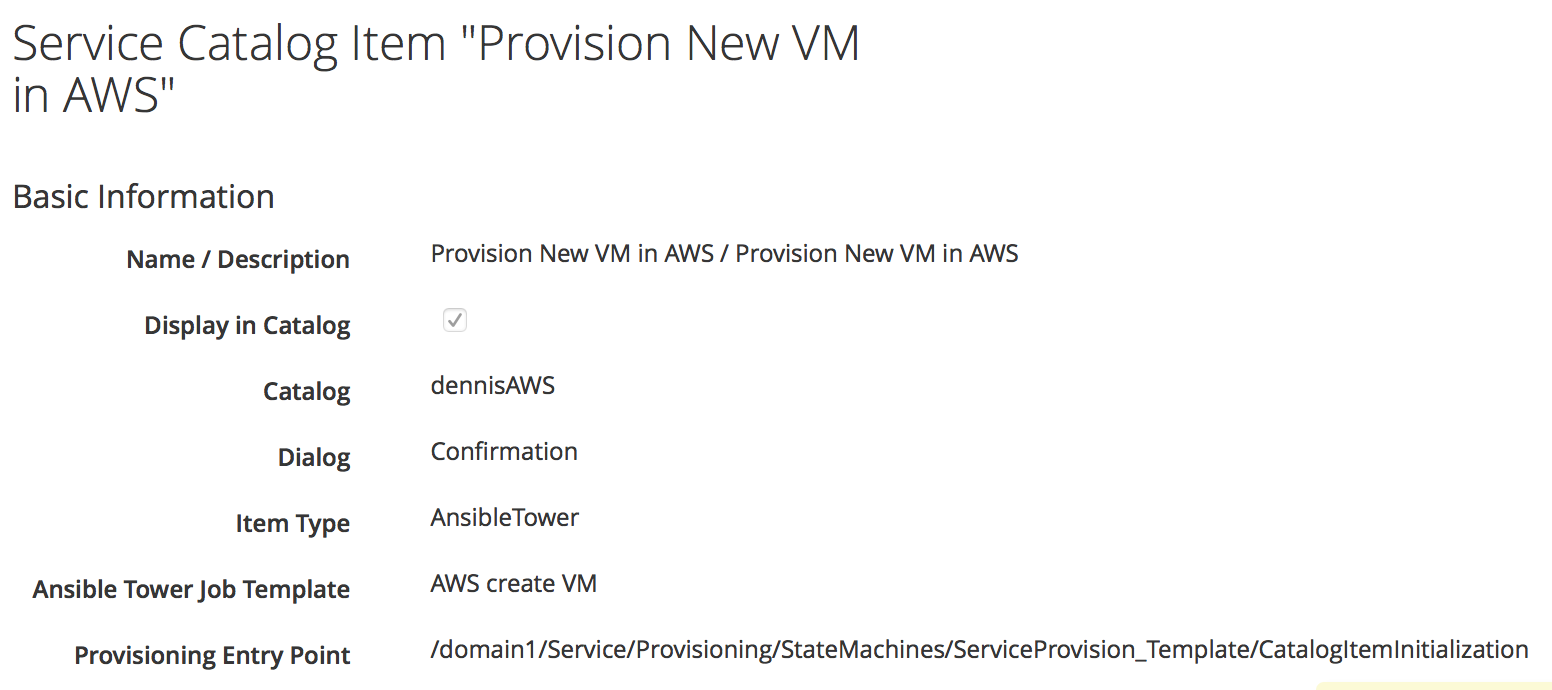 Service Catalog Item "Provision New VM
in AWS"
Basic Information
Name / Description Provision New VM in AWS / Provision New VM in AWS
Display in Catalog
Catalog dennisAWS
Dialog Confirmation
Item Type AnsibleTower
Ansible Tower Job Template AWS create VM
Provisioning Entry Point /domain1/Service/Provisioning/StateMachines/ServiceProvision_Template/CatalogItemInitialization